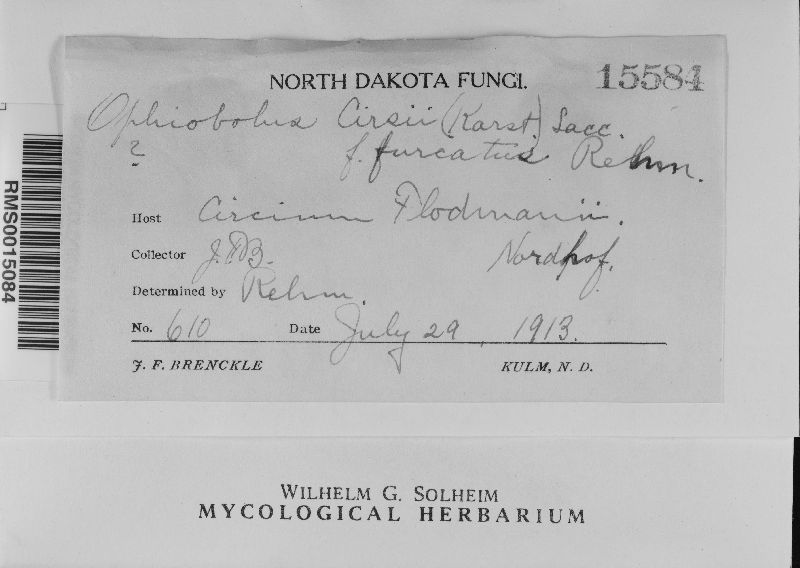 NORTH DAKOTA FUNGI. 15584
Ophiobolus Cirsii (Karst.) Sacc.
? f. furcatus Rehm.
Host Circium Flodmanii.
Collector J.F.B. Nordhof.
Determined by Rehm.
No. 610 Date July 29, 1913.
J. F. BRENCKLE KULM, N. D.
RMS0015084
WILHELM G. SOLHEIM
MYCOLOGICAL HERBARIUM